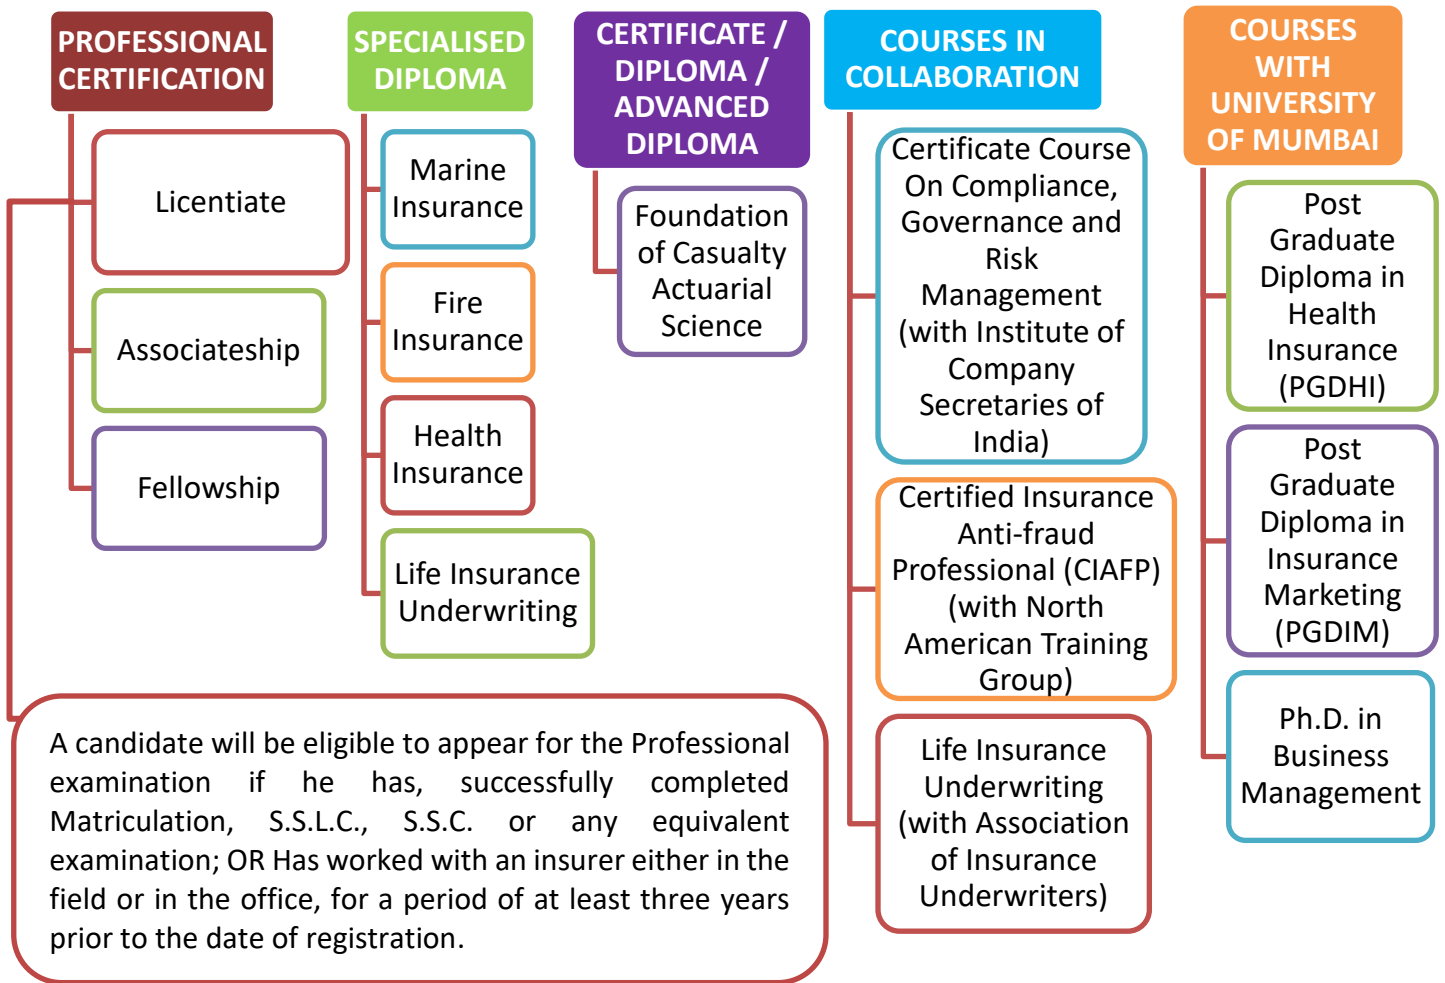 PROFESSIONAL
CERTIFICATION
Licentiate
Associateship
Fellowship
A candidate will be eligible to appear for the Professional
examination if he has, successfully completed
Matriculation, S.S.L.C., S.S.C. or any equivalent
examination; OR Has worked with an insurer either in the
field or in the office, for a period of at least three years
prior to the date of registration.
SPECIALISED
DIPLOMA
Marine
Insurance
Fire
Insurance
Health
Insurance
Life Insurance
Underwriting
CERTIFICATE /
DIPLOMA /
ADVANCED
DIPLOMA
Foundation
of Casualty
Actuarial
Science
COURSES IN
COLLABORATION
Certificate Course
On Compliance,
Governance and
Risk
Management
(with Institute of
Company
Secretaries of
India)
Certified Insurance
Anti-fraud
Professional (CIAFP)
(with North
American Training
Group)
Life Insurance
Underwriting
(with Association
of Insurance
Underwriters)
COURSES
WITH
UNIVERSITY
OF MUMBAI
Post
Graduate
Diploma in
Health
Insurance
(PGDHI)
Post
Graduate
Diploma in
Insurance
Marketing
(PGDIM)
Ph.D. in
Business
Management